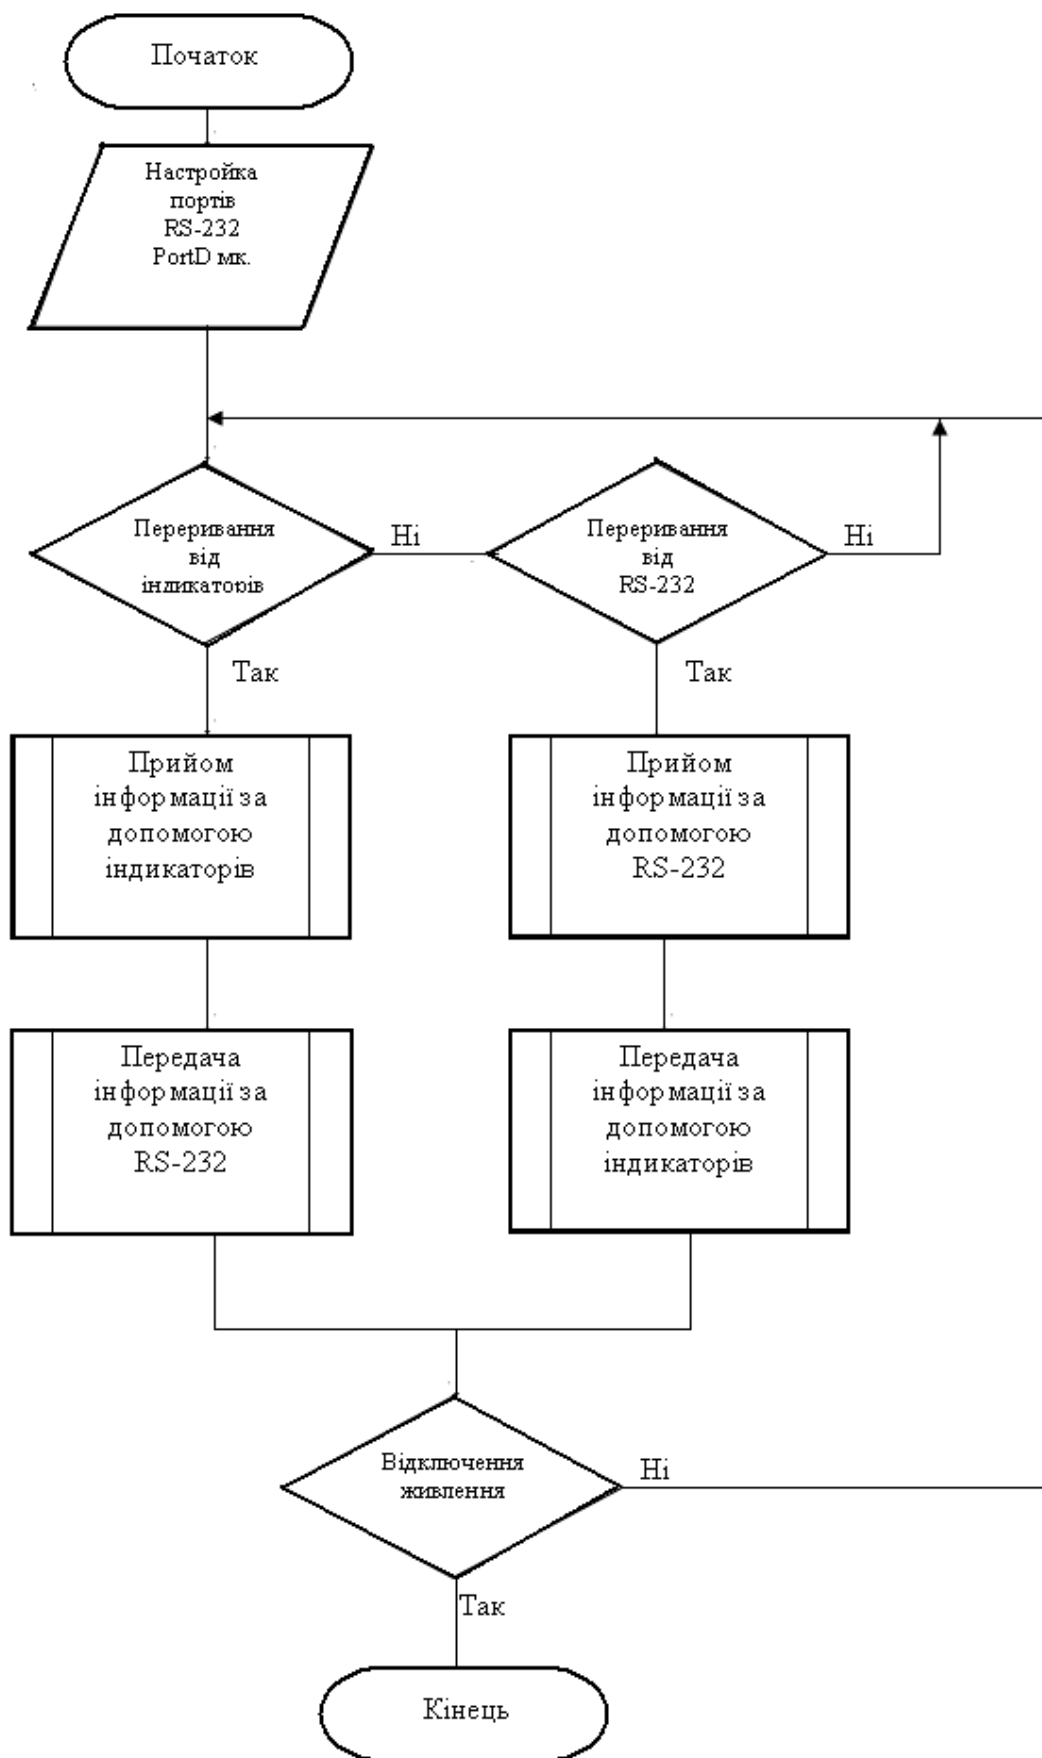 Початок
Настройка
портів
RS-232
PortD мк.
Переривання
від
індикаторів
Ні
Переривання
від
RS-232
Ні
Так
Так
Прийом
інформації за
допомогою
індикаторів
Прийом
інформації за
допомогою
RS-232
Передача
інформації за
допомогою
RS-232
Передача
інформації за
допомогою
індикаторів
Відключення
живлення
Ні
Так
Кінець